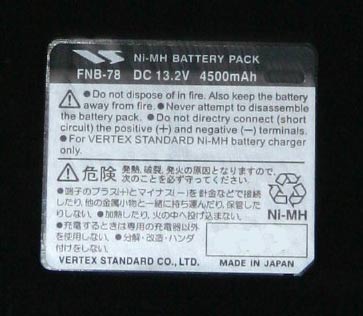 Ni-MH BATTERY PACK
FNB-78 DC 13.2V 4500mAh
● Do not dispose of in fire. Also keep the battery
away from fire. ● Never attempt to disassemble
the battery pack. ● Do not directry connect (short
circuit) the positive (+) and negative (−) terminals.
● For VERTEX STANDARD Ni-MH battery charger
only.
危険 発熱、破裂、発火の原因となりますので、
次のことを必ず守ってください。
●端子のプラス(+)とマイナス(−)を針金などで接続
したり、他の金属小物と一緒に持ち運んだり、保管し
たりしない。●加熱したり、火の中へ投げ込まない。
●充電するときは専用の充電器以外
を使用しない。●分解・改造・ハンダ
付けをしない。
Ni-MH
VERTEX STANDARD CO., LTD.
MADE IN JAPAN